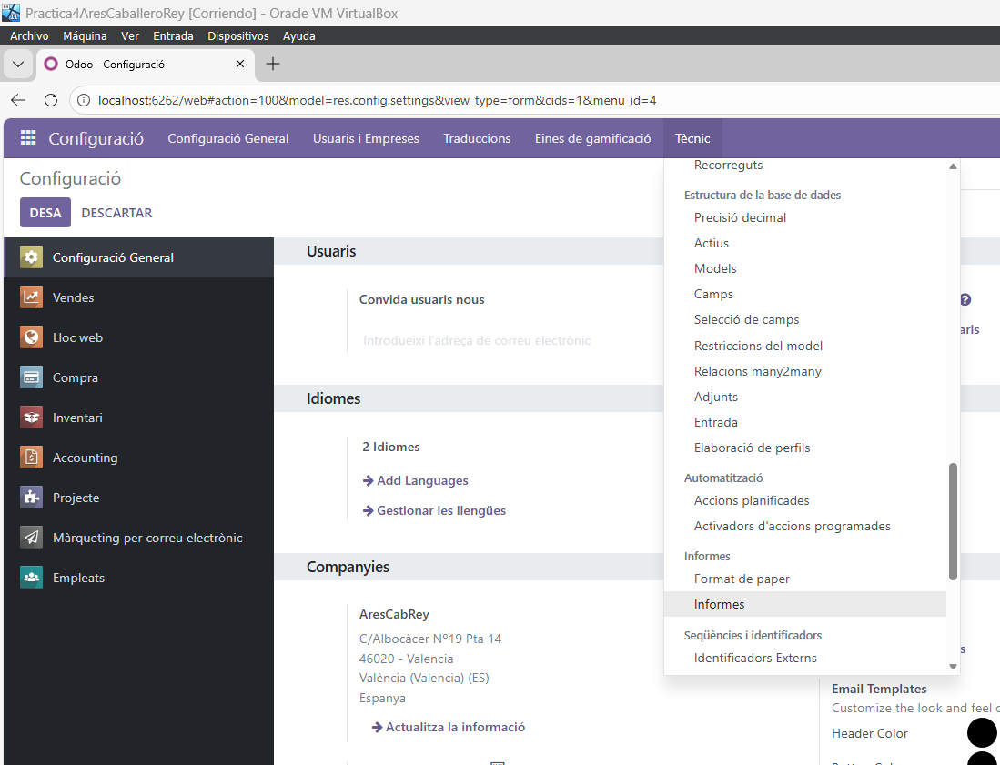 Practica4AresCaballeroRey [Corriendo] - Oracle VM VirtualBox
Archivo Máquina Ver Entrada Dispositivos Ayuda
Odoo - Configuració
localhost:6262/web#action=100&model=res.config.settings&view_type=form&cids=1&menu_id=4
Configuració Configuració General Usuaris i Empreses Traduccions Eines de gamificació Tècnic
Configuració
DESA DESCARTAR
Configuració General
Vendes
Lloc web
Compra
Inventari
Accounting
Projecte
Màrqueting per correu electrònic
Empleats
Usuaris
Convida usuaris nous
Introdueixi l'adreça de correu electrònic
Idiomes
2 Idiomes
Add Languages
Gestionar les llengües
Companyies
AresCabRey
C/Albocàcer Nº19 Pta 14
46020 - Valencia
València (Valencia) (ES)
Espanya
Actualitza la informació
Recorreguts
Estructura de la base de dades
Precisió decimal
Actius
Models
Camps
Selecció de camps
Restriccions del model
Relacions many2many
Adjunts
Entrada
Elaboració de perfils
Automatització
Accions planificades
Activadors d'accions programades
Informes
Format de paper
Informes
Seqüències i identificadors
Identificadors Externs
aris
s
Email Templates
Customize the look and feel
Header Color